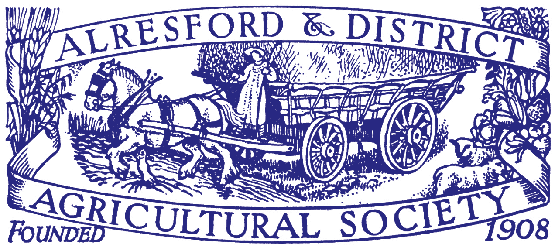 ALRESFORD & DISTRICT
AGRICULTURAL SOCIETY
FOUNDED 1908